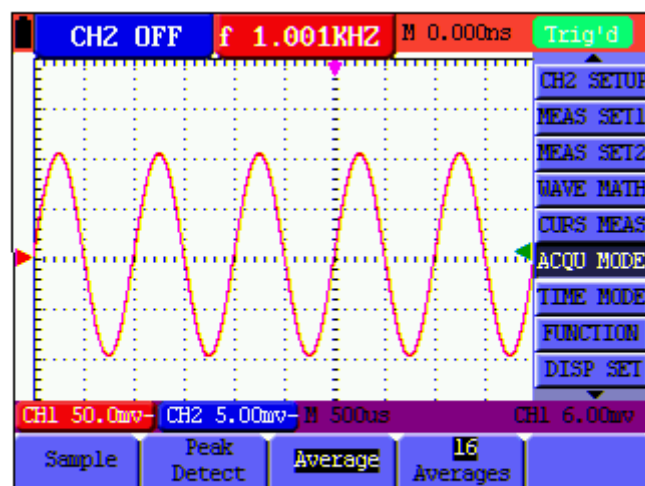 CH2 OFF
f 1.001KHZ
M 0.000ns
Trig'd
CH2 SETUP
MEAS SET1
MEAS SET2
WAVE MATH
CURS MEAS
ACQU MODE
TIME MODE
FUNCTION
DISP SET
CH1 50.0mv-
CH2 5.00mv-
M 500us
CH1 6.00mv
Sample
Peak
Detect
Average
16
Averages